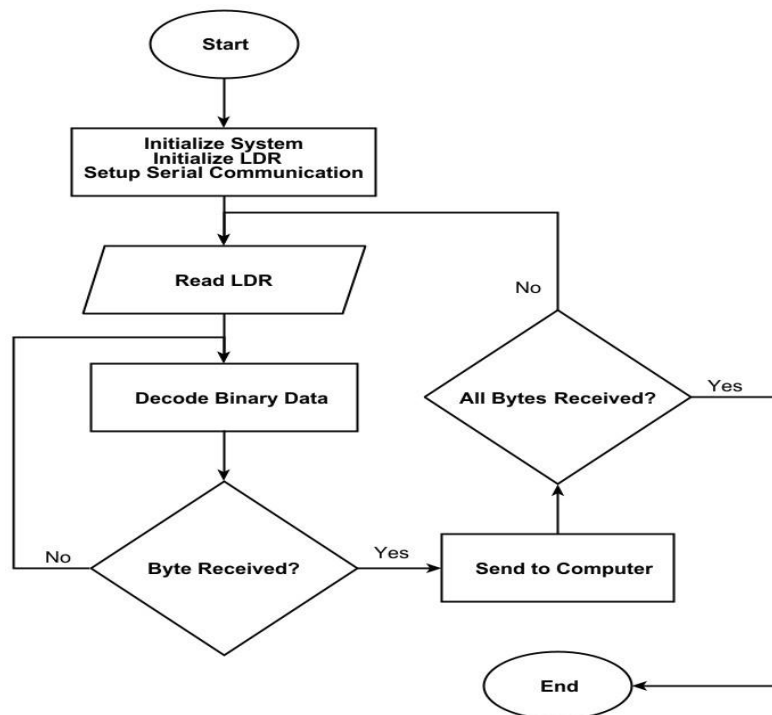 Start
Initialize System
Initialize LDR
Setup Serial Communication
Read LDR
Decode Binary Data
Byte Received?
No
Yes
Send to Computer
All Bytes Received?
No
Yes
End